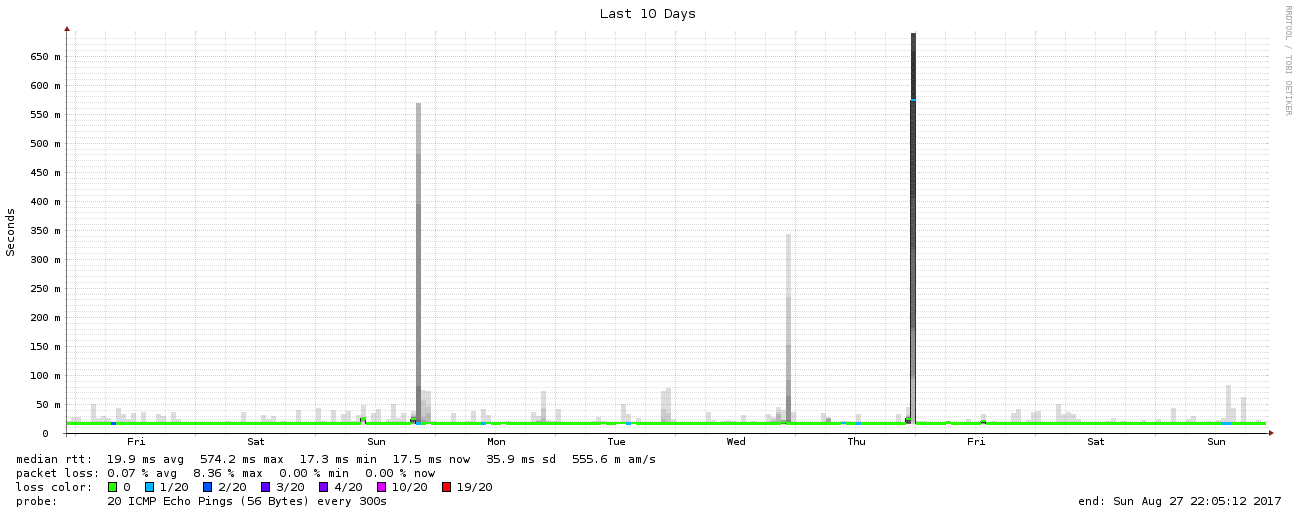 Last 10 Days
RRDTOOL / TOBI OETIKER
Seconds
650 m
600 m
550 m
500 m
450 m
400 m
350 m
300 m
250 m
200 m
150 m
100 m
50 m
0
Fri Sat Sun Mon Tue Wed Thu Fri Sat Sun
median rtt: 19.9 ms avg 574.2 ms max 17.3 ms min 17.5 ms now 35.9 ms sd 555.6 m am/s
packet loss: 0.07 % avg 8.36 % max 0.00 % min 0.00 % now
loss color: 0 1/20 2/20 3/20 4/20 10/20 19/20
probe: 20 ICMP Echo Pings (56 Bytes) every 300s end: Sun Aug 27 22:05:12 2017